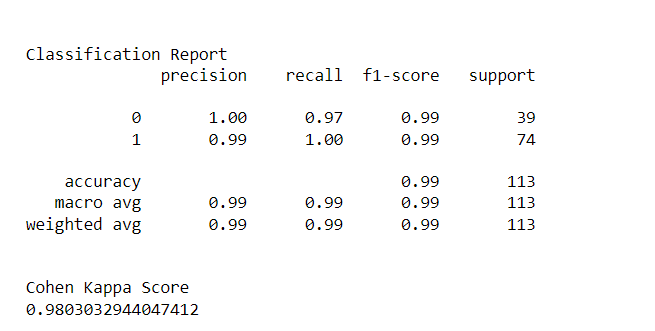 Classification Report
precision recall f1-score support
0 1.00 0.97 0.99 39
1 0.99 1.00 0.99 74
accuracy 0.99 113
macro avg 0.99 0.99 0.99 113
weighted avg 0.99 0.99 0.99 113
Cohen Kappa Score
0.9803032944047412